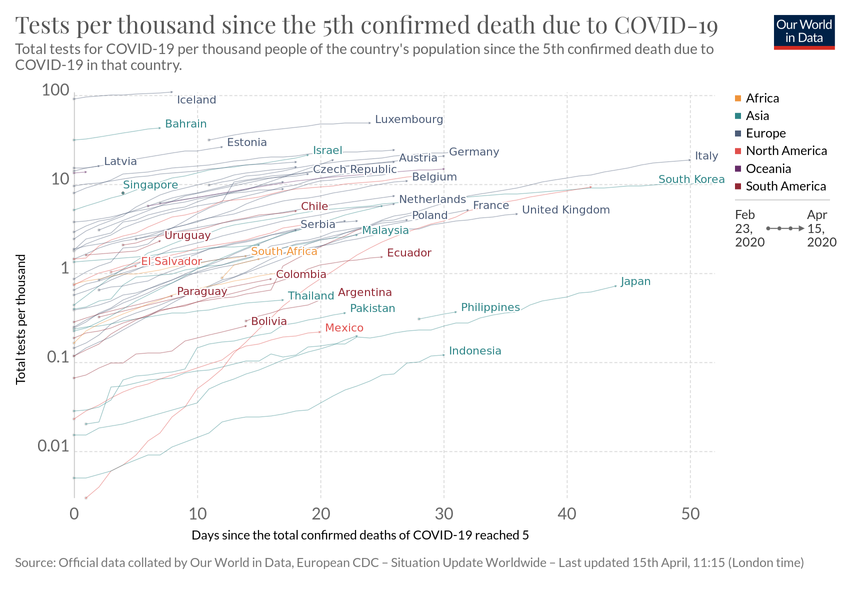 Tests per thousand since the 5th confirmed death due to COVID-19
Our World
in Data
Total tests for COVID-19 per thousand people of the country's population since the 5th confirmed death due to
COVID-19 in that country.
100
Iceland
Africa
Asia
Europe
North America
Oceania
South America
Luxembourg
Bahrain
Estonia
Israel
Germany
Latvia
Austria
Italy
Czech Republic
Belgium
10
Singapore
South Korea
Netherlands
Chile
France
United Kingdom
Poland
Feb
23,
2020
Apr
15,
2020
Serbia
Malaysia
Uruguay
South Africa
Ecuador
El Salvador
1
Colombia
Japan
Paraguay
Thailand
Argentina
Pakistan
Philippines
Bolivia
Mexico
Indonesia
0.1
0.01
Total tests per thousand
0
10
20
30
40
50
Days since the total confirmed deaths of COVID-19 reached 5
Source: Official data collated by Our World in Data, European CDC – Situation Update Worldwide – Last updated 15th April, 11:15 (London time)